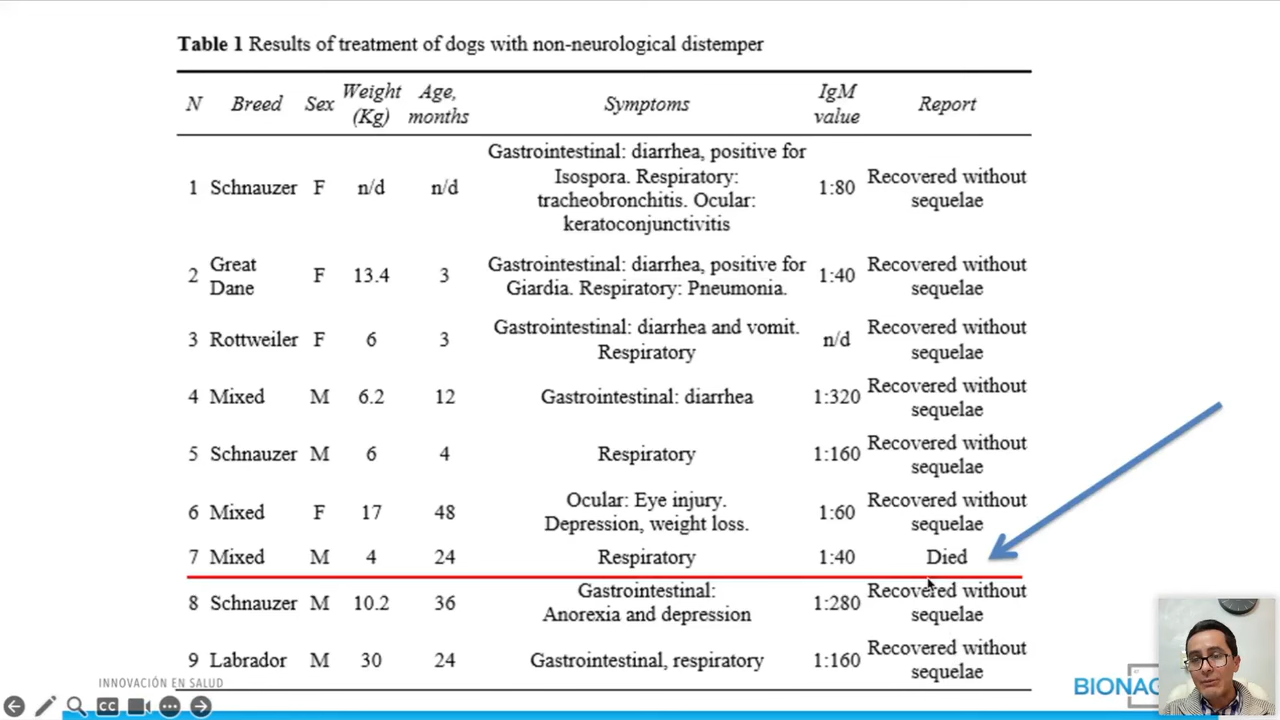 Table 1 Results of treatment of dogs with non-neurological distemper
N Breed Sex Weight (Kg) Age, months Symptoms IgM value Report
1 Schnauzer F n/d n/d Gastrointestinal: diarrhea, positive for Isospora. Respiratory: tracheobronchitis. Ocular: keratoconjunctivitis 1:80 Recovered without sequelae
2 Great Dane F 13.4 3 Gastrointestinal: diarrhea, positive for Giardia. Respiratory: Pneumonia. 1:40 Recovered without sequelae
3 Rottweiler F 6 3 Gastrointestinal: diarrhea and vomit. Respiratory n/d Recovered without sequelae
4 Mixed M 6.2 12 Gastrointestinal: diarrhea 1:320 Recovered without sequelae
5 Schnauzer M 6 4 Respiratory 1:160 Recovered without sequelae
6 Mixed F 17 48 Ocular: Eye injury. Depression, weight loss. 1:60 Recovered without sequelae
7 Mixed M 4 24 Respiratory 1:40 Died
8 Schnauzer M 10.2 36 Gastrointestinal: Anorexia and depression 1:280 Recovered without sequelae
9 Labrador M 30 24 Gastrointestinal, respiratory 1:160 Recovered without sequelae
INNOVACIÓN EN SALUD
CC